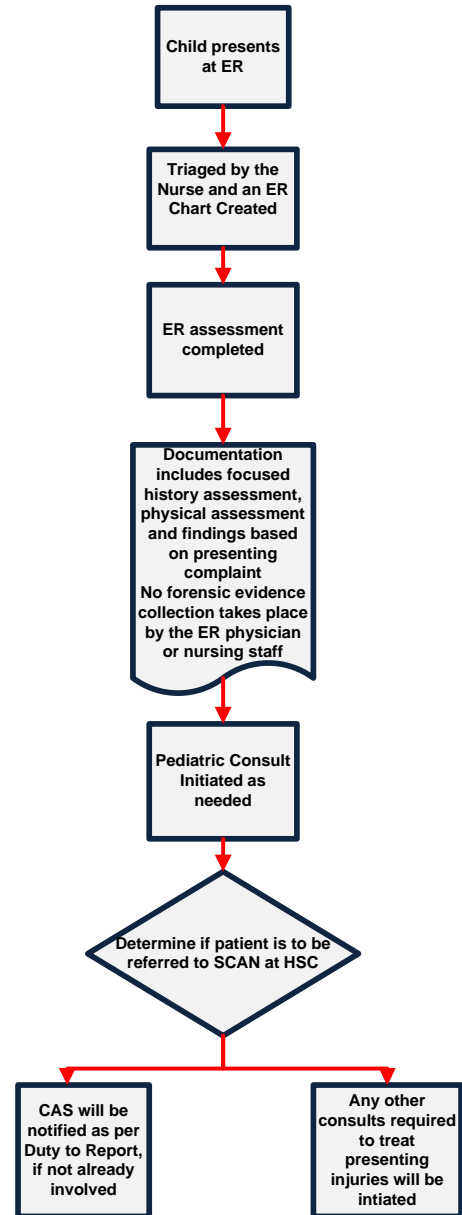 Child presents
at ER
Triaged by the
Nurse and an ER
Chart Created
ER assessment
completed
Documentation
includes focused
history assessment,
physical assessment
and findings based
on presenting
complaint
No forensic evidence
collection takes place
by the ER physician
or nursing staff
Pediatric Consult
Initiated as
needed
Determine if patient is to be
referred to SCAN at HSC
CAS will be
notified as per
Duty to Report,
if not already
involved
Any other
consults required
to treat
presenting
injuries will be
intiated